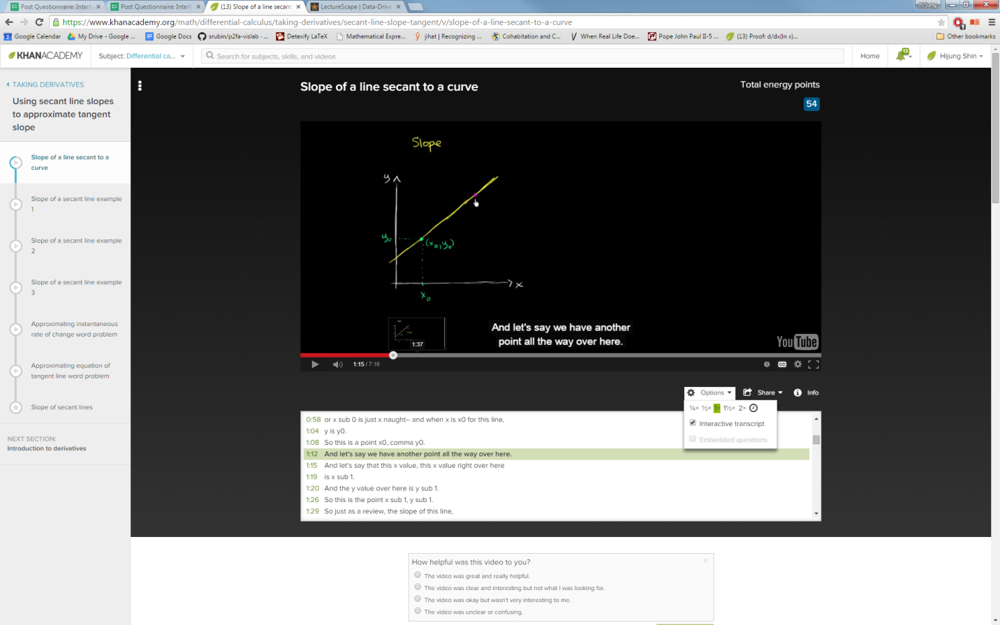 Post Questionnaire: Interf
Post Questionnaire: Interf
(13) Slope of a line secant
LectureScape | Data-Drive
hijung
https://www.khanacademy.org/math/differential-calculus/taking-derivatives/secant-line-slope-tangent/v/slope-of-a-line-secant-to-a-curve
2 Google Calendar
My Drive - Google ...
Google Docs
srubin/p2fa-vislab · ...
Detexify LaTeX
Mathematical Expre...
ŷhat | Recognizing ...
Cohabitation and C...
When Real Life Doe...
Pope John Paul II-5 ...
(13) Proof: d/dx(ln x)...
Other bookmarks
KHANACADEMY
Subject: Differential ca...
Search for subjects, skills, and videos
Home
13
Hijung Shin
TAKING DERIVATIVES
Using secant line slopes
to approximate tangent
slope
Slope of a line secant to a
curve
Slope of a secant line example
1
Slope of a secant line example
2
Slope of a secant line example
3
Approximating instantaneous
rate of change word problem
Approximating equation of
tangent line word problem
Slope of secant lines
NEXT SECTION:
Introduction to derivatives
Slope of a line secant to a curve
Total energy points
54
Slope
y
y₀
(x₀, y₀)
x
x₀
And let's say we have another
point all the way over here.
1:37
YouTube
1:15 / 7:16
CC
Options
Share
Info
¼× ½× 1× 1½× 2×
Interactive transcript
Embedded questions
0:58 or x sub 0 is just x naught-- and when x is x0 for this line,
1:04 y is y0.
1:08 So this is a point x0, comma y0.
1:12 And let's say we have another point all the way over here.
1:15 And let's say that this x value, this x value right over here
1:19 is x sub 1.
1:20 And the y value over here is y sub 1.
1:26 So this is the point x sub 1, y sub 1.
1:29 So just as a review, the slope of this line,
How helpful was this video to you?
The video was great and really helpful.
The video was clear and interesting but not what I was looking for.
The video was okay but wasn't very interesting to me.
The video was unclear or confusing.